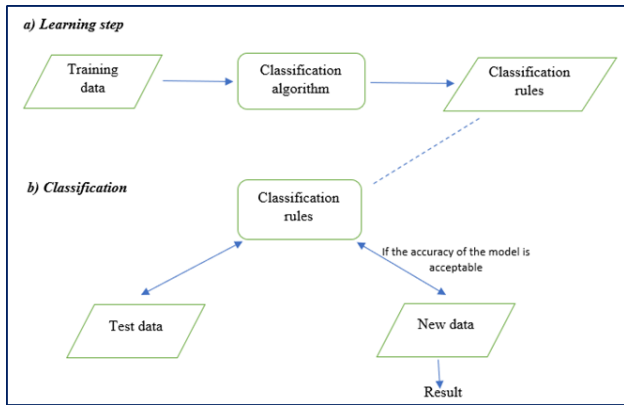 a) Learning step
Training
data
Classification
algorithm
Classification
rules
b) Classification
Classification
rules
If the accuracy of the model is
acceptable
Test data
New data
Result